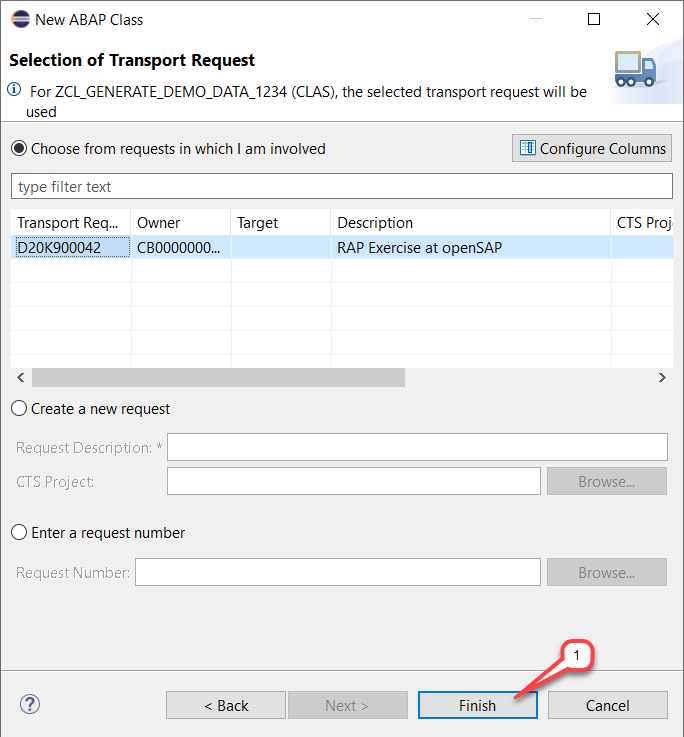 New ABAP Class
Selection of Transport Request
For ZCL_GENERATE_DEMO_DATA_1234 (CLAS), the selected transport request will be
used
Choose from requests in which I am involved
Configure Columns
type filter text
Transport Req... Owner Target Description CTS Proj
D20K900042 CB0000000... RAP Exercise at openSAP
Create a new request
Request Description: *
CTS Project: Browse...
Enter a request number
Request Number: Browse...
1
? < Back Next > Finish Cancel